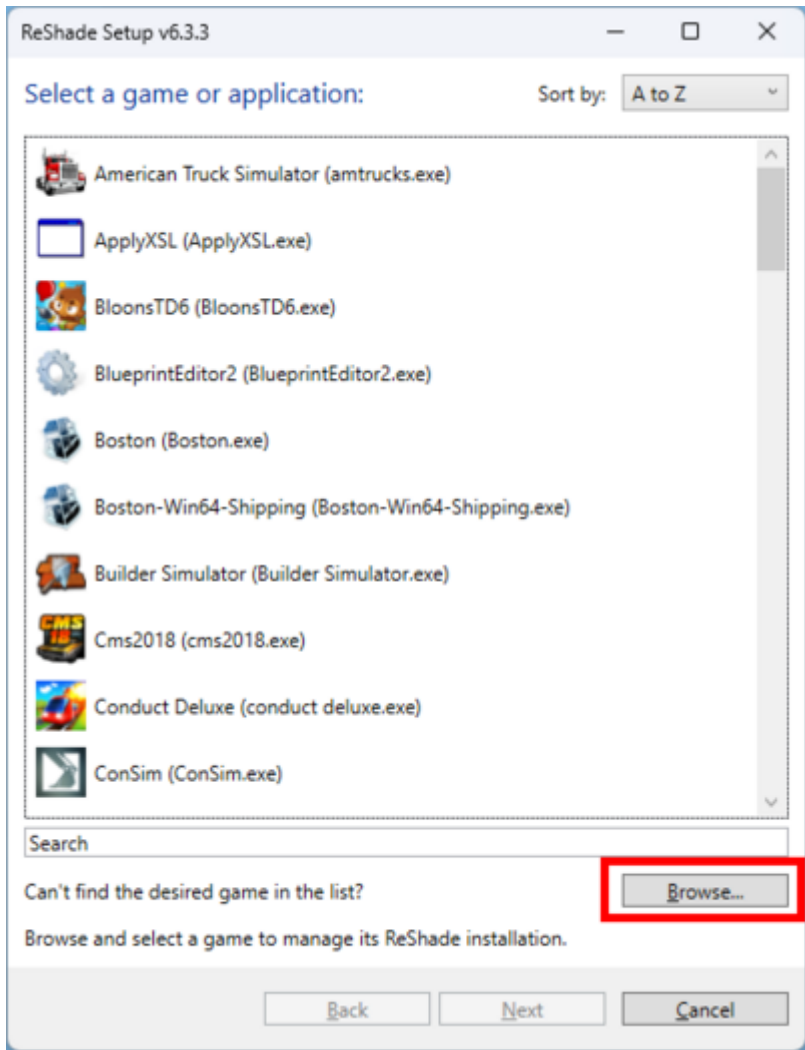 ReShade Setup v6.3.3
Select a game or application:
Sort by: A to Z
American Truck Simulator (amtrucks.exe)
ApplyXSL (ApplyXSL.exe)
BloonsTD6 (BloonsTD6.exe)
BlueprintEditor2 (BlueprintEditor2.exe)
Boston (Boston.exe)
Boston-Win64-Shipping (Boston-Win64-Shipping.exe)
Builder Simulator (Builder Simulator.exe)
CMS
18
Cms2018 (cms2018.exe)
Conduct Deluxe (conduct deluxe.exe)
ConSim (ConSim.exe)
Search
Can't find the desired game in the list?
Browse...
Browse and select a game to manage its ReShade installation.
Back Next Cancel